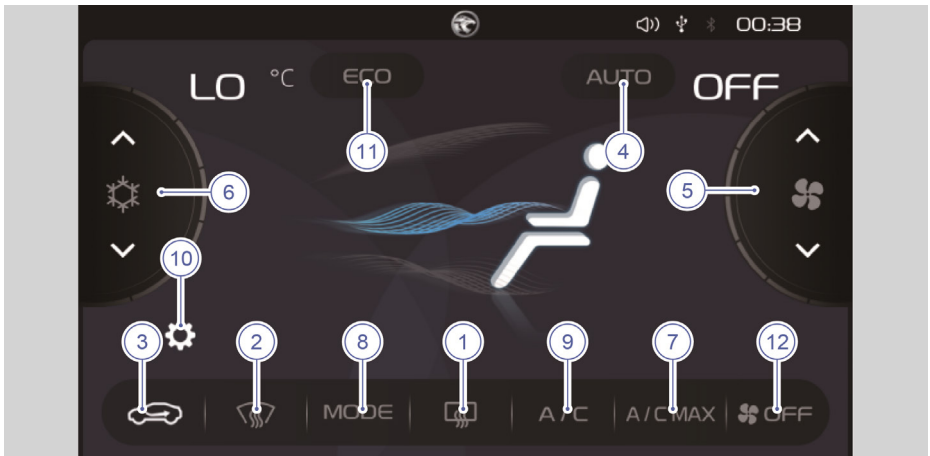 00:38
LO °C ECO AUTO OFF
11 4
6 5
10
3 2 8 1 9 7 12
MODE A/C A/C MAX OFF